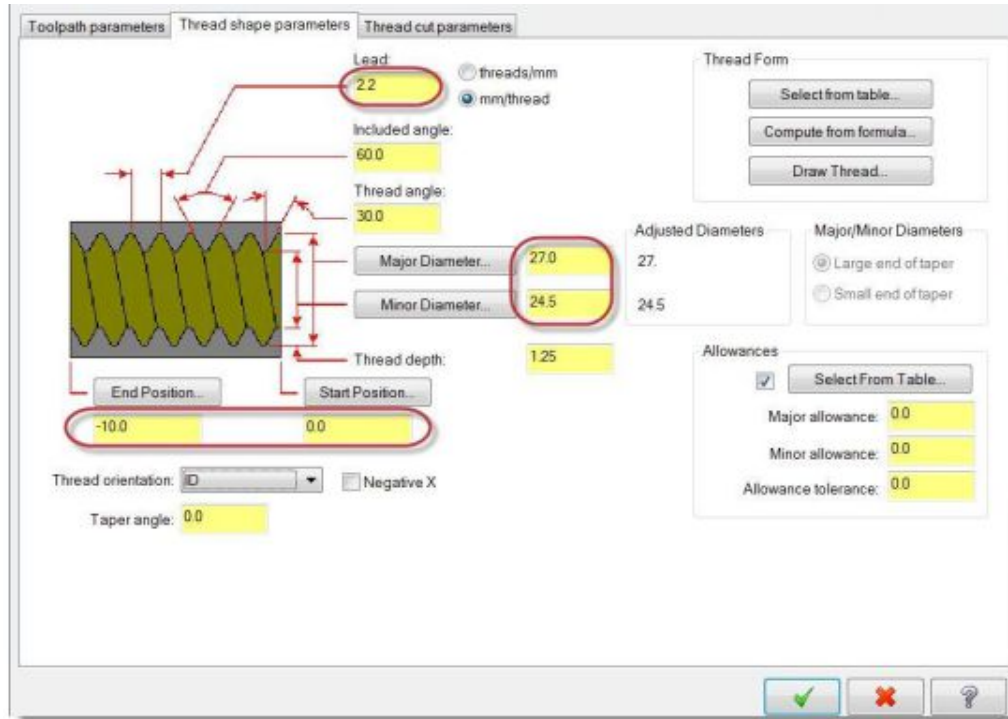 Toolpath parameters Thread shape parameters Thread cut parameters
Lead:
2.2
threads/mm
mm/thread
Included angle:
60.0
Thread angle:
30.0
Major Diameter... 27.0
Minor Diameter... 24.5
Thread depth: 1.25
End Position... Start Position...
-10.0 0.0
Thread orientation: ID Negative X
Taper angle: 0.0
Thread Form
Select from table...
Compute from formula...
Draw Thread...
Adjusted Diameters
27.
24.5
Major/Minor Diameters
Large end of taper
Small end of taper
Allowances
Select From Table...
Major allowance: 0.0
Minor allowance: 0.0
Allowance tolerance: 0.0